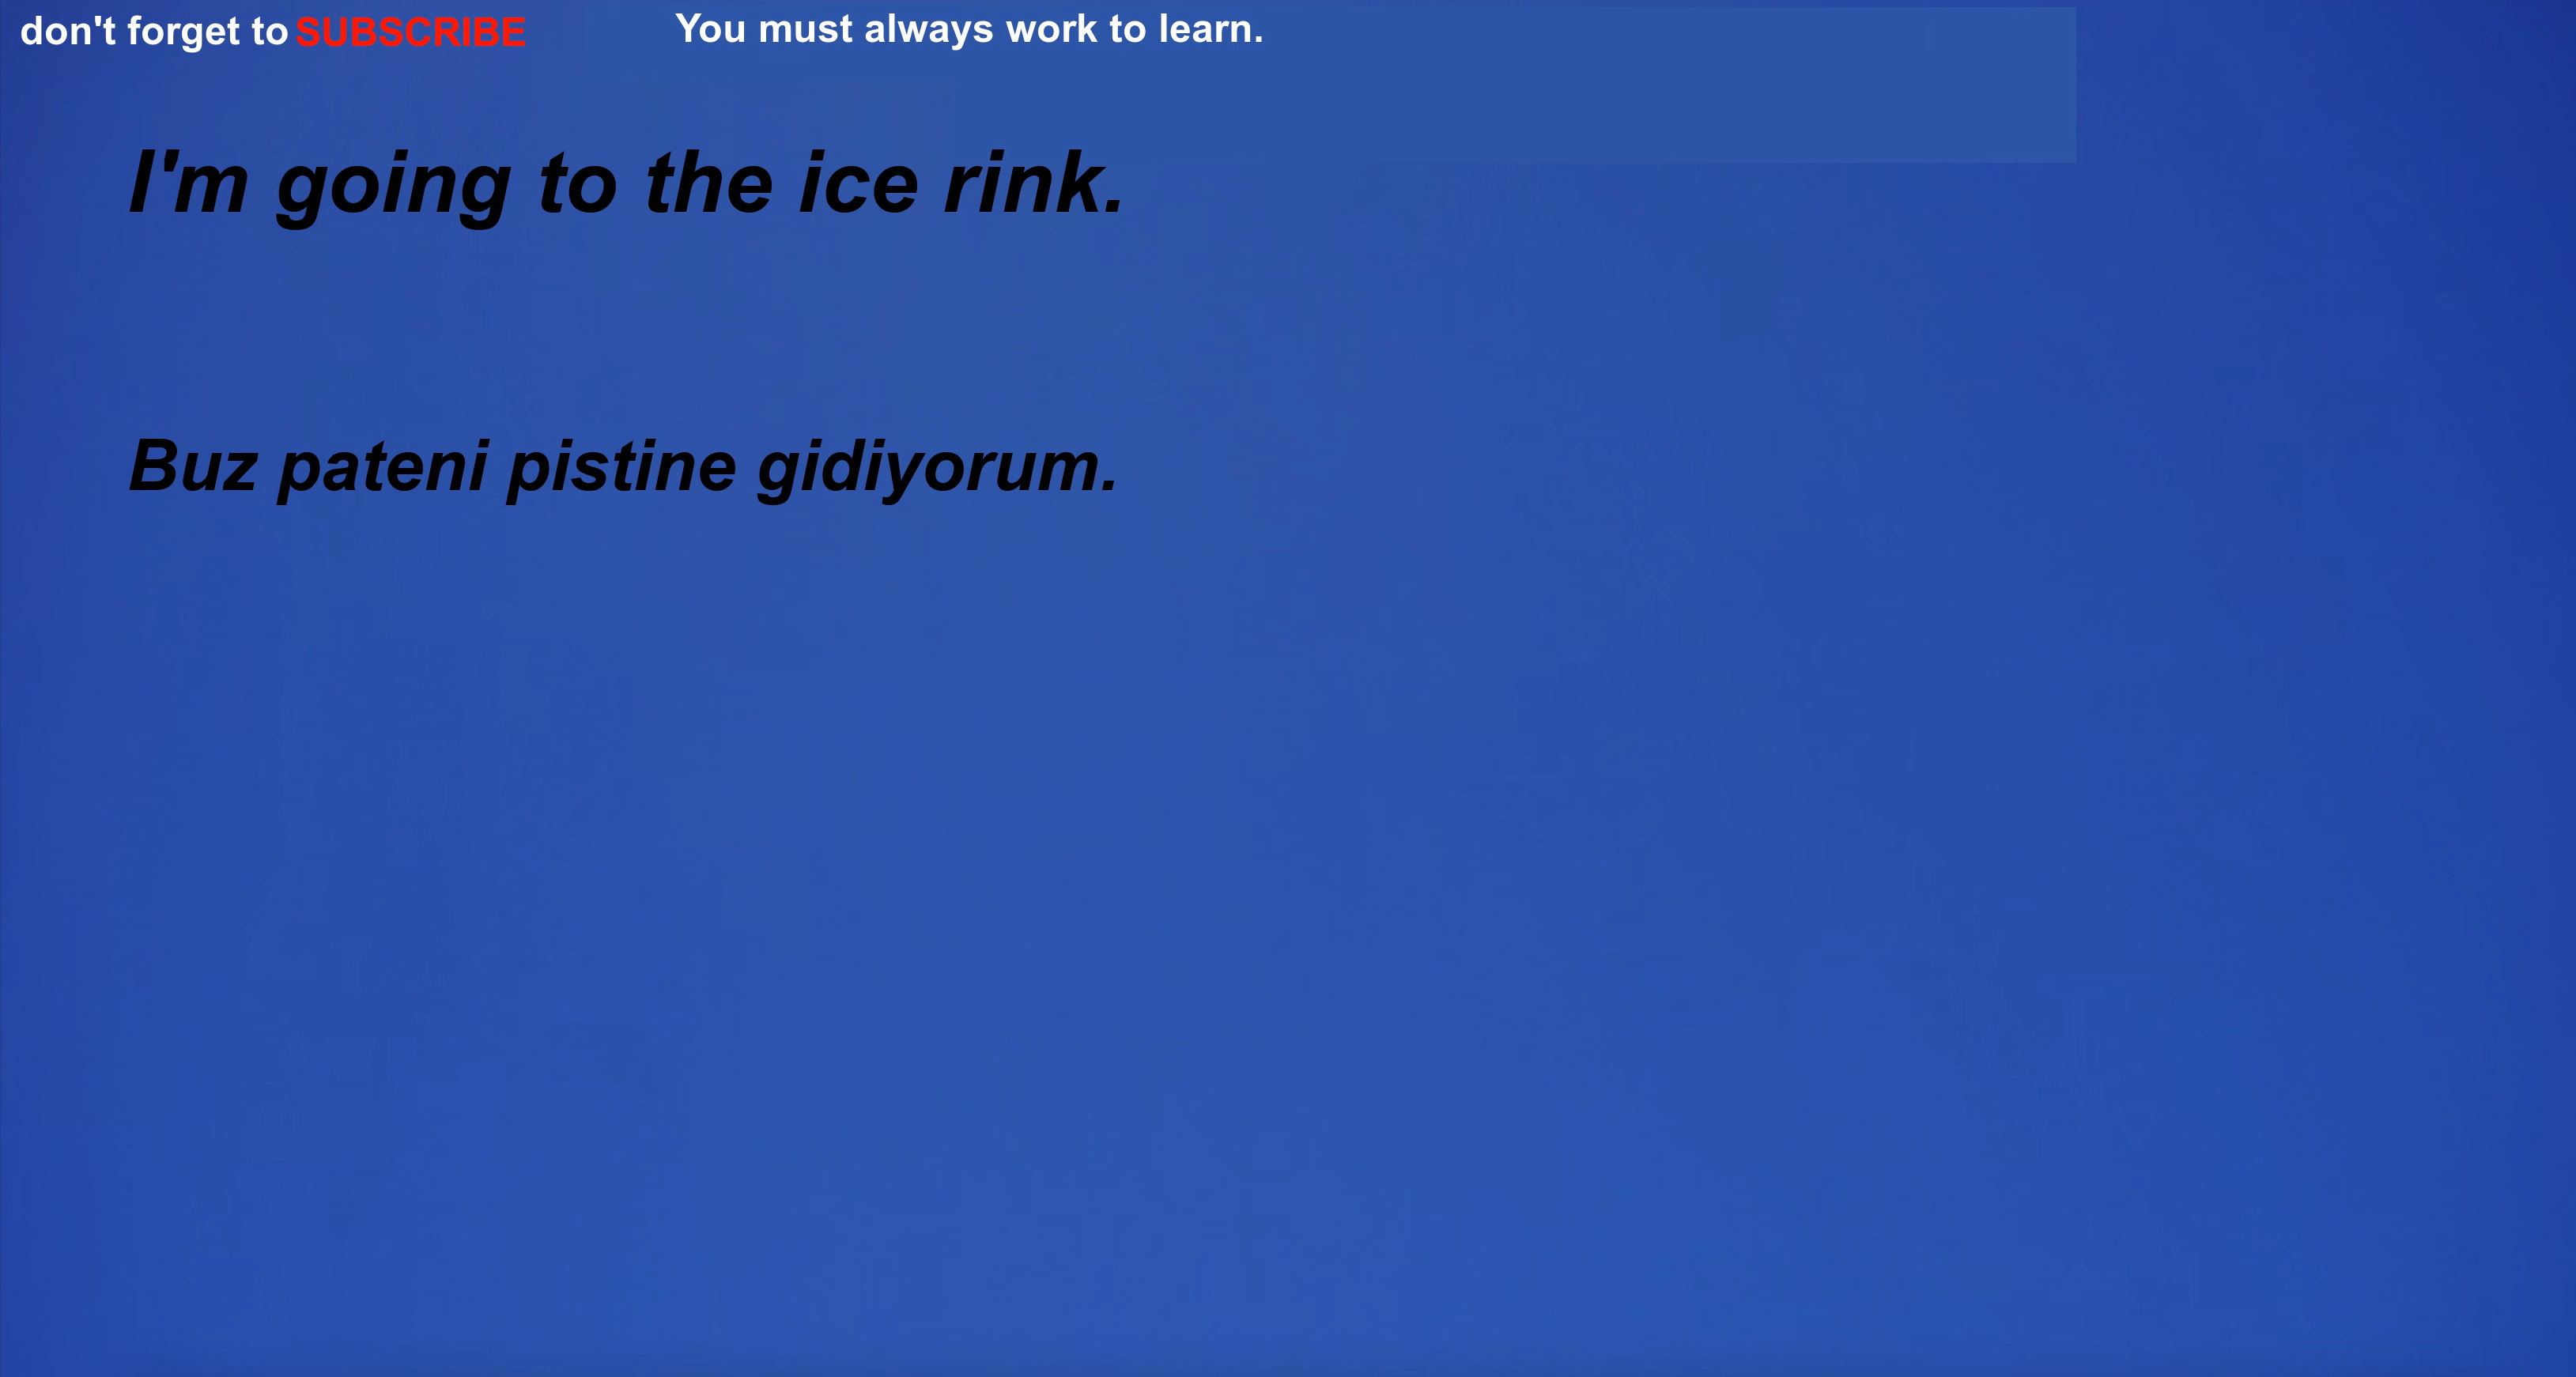 don't forget to SUBSCRIBE
You must always work to learn.
I'm going to the ice rink.
Buz pateni pistine gidiyorum.